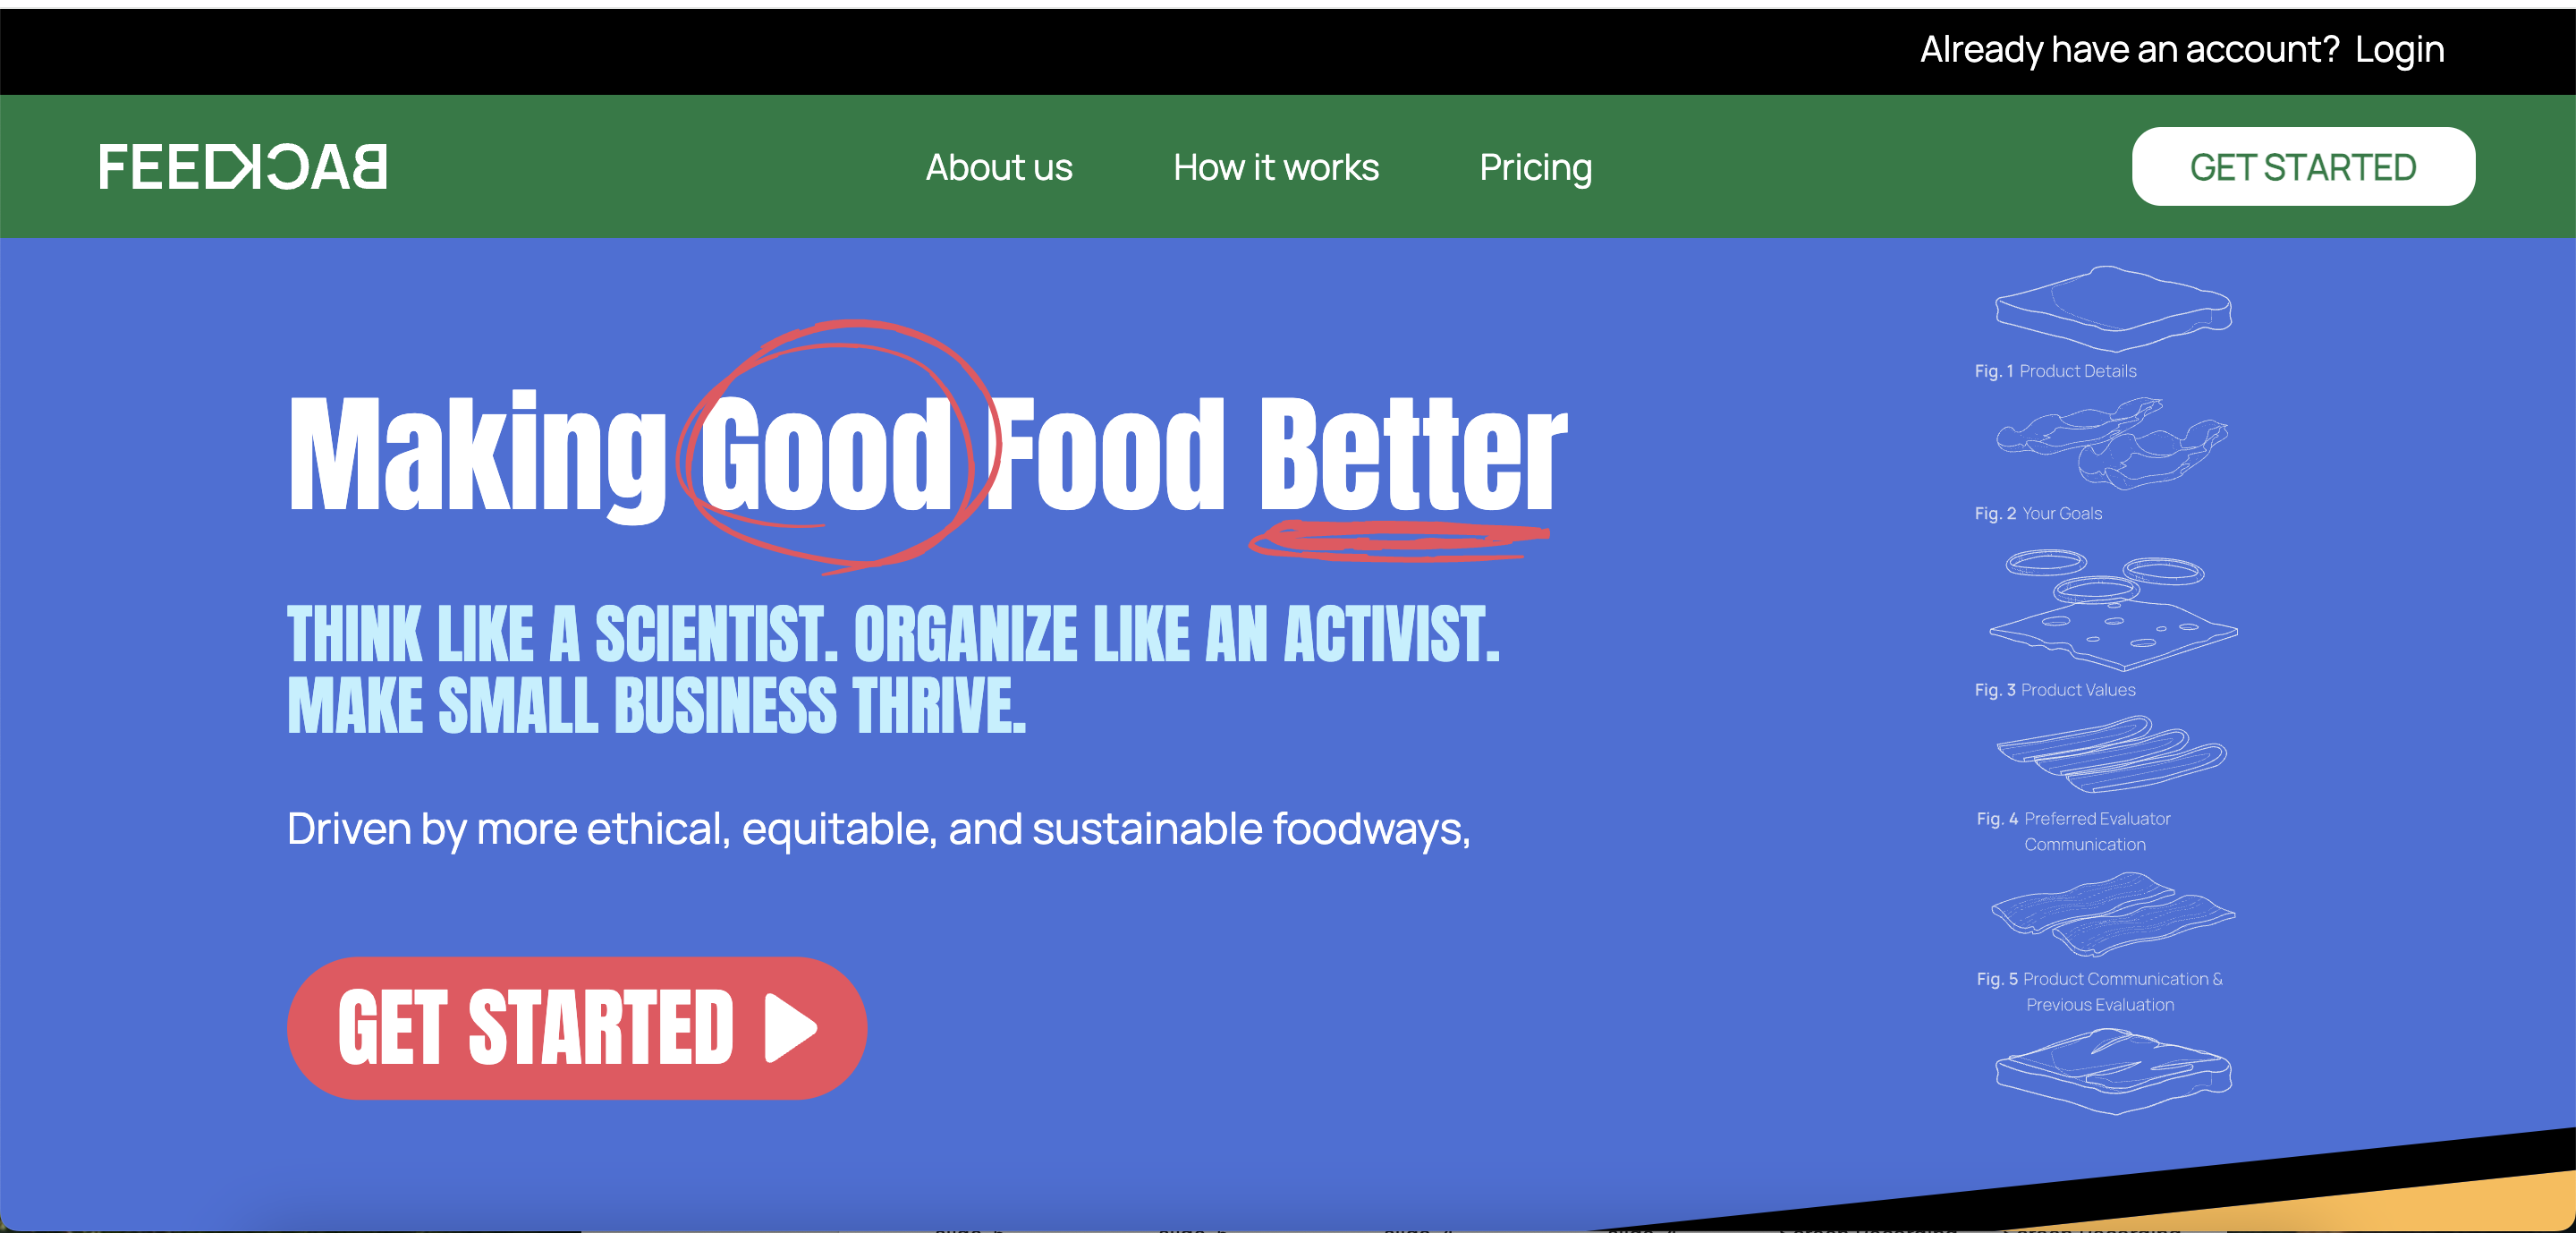 Already have an account? Login
FEEDKCAB
About us How it works Pricing
GET STARTED
Making Good Food Better
THINK LIKE A SCIENTIST. ORGANIZE LIKE AN ACTIVIST.
MAKE SMALL BUSINESS THRIVE.
Driven by more ethical, equitable, and sustainable foodways,
GET STARTED
Fig. 1 Product Details
Fig. 2 Your Goals
Fig. 3 Product Values
Fig. 4 Preferred Evaluator
Communication
Fig. 5 Product Communication &
Previous Evaluation